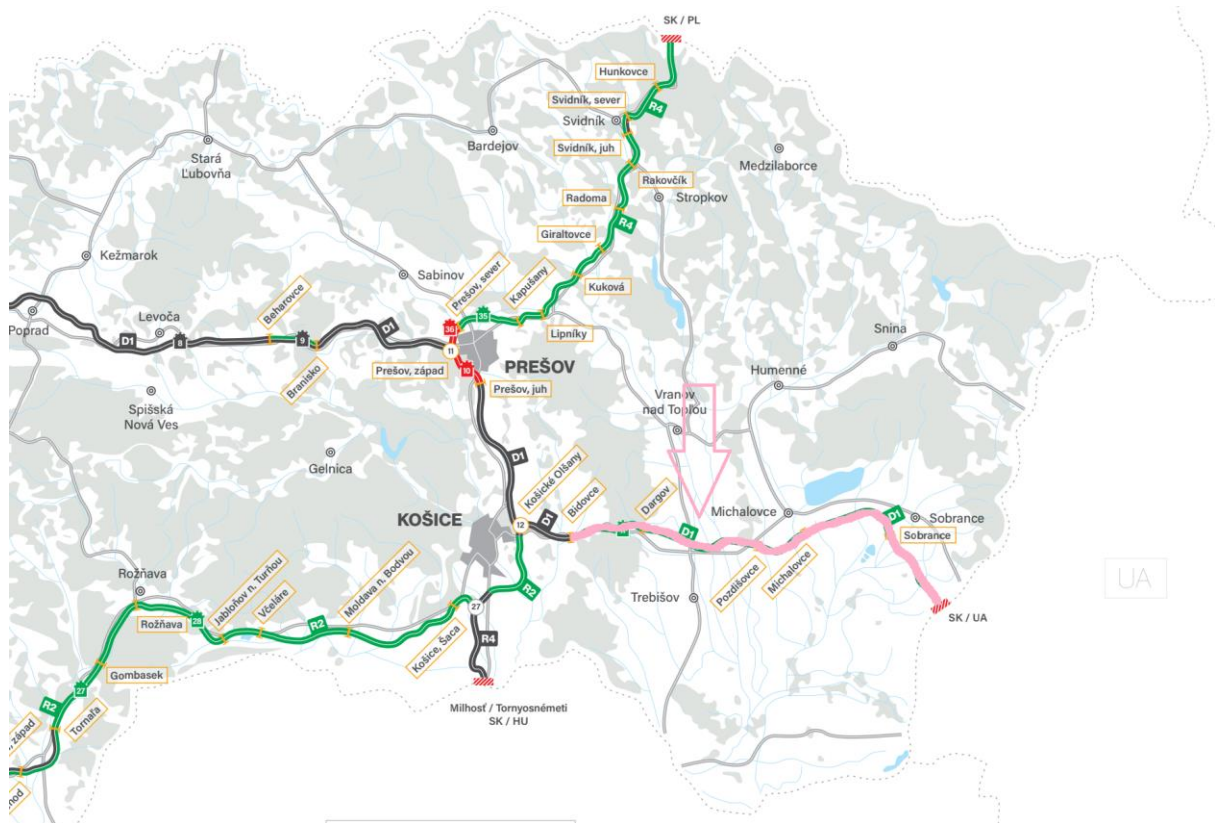 SK / PL
Hunkovce
R4
Svidník, sever
Svidník
Svidník, juh
Bardejov
Stará
Ľubovňa
Medzilaborce
Rakovčík
Stropkov
Radoma
R4
Giraltovce
Kežmarok
Sabinov
Prešov, sever
Kapušany
Kuková
Beharovce
Levoča
Poprad
D1
8
9
D1
36
35
Lipníky
Snina
11
10
PREŠOV
Prešov, západ
Prešov, juh
Branisko
Humenné
Spišská
Nová Ves
Vranov
nad Topľou
Gelnica
D1
Košické Olšany
Bidovce
Dargov
KOŠICE
12
D1
D1
Michalovce
D1
Sobrance
Sobrance
Pozdišovce
Michalovce
Rožňava
Jabloňov n. Turňou
Včeláre
Moldava n. Bodvou
R2
UA
Trebišov
Rožňava
28
R2
Košice, Šaca
27
SK / UA
R4
Gombasek
27
R2
Tornaľa
Milhosť / Tornyosnémeti
SK / HU
, západ